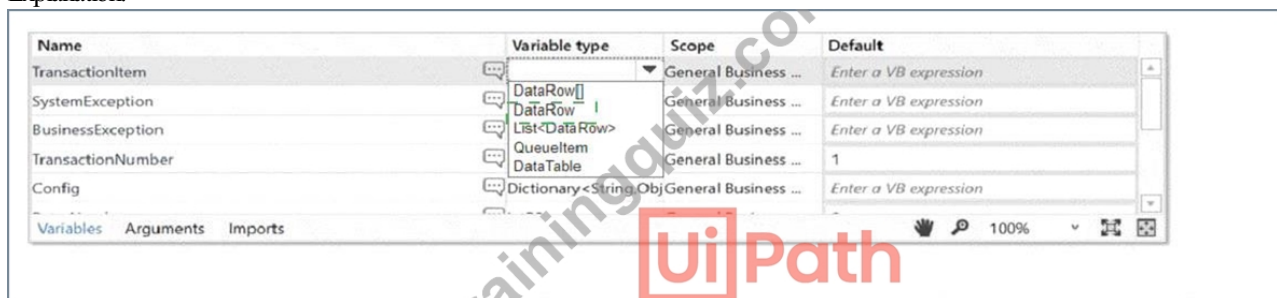 Explanation:
Name Variable type Scope Default
TransactionItem General Business ... Enter a VB expression
DataRow[]
SystemException General Business ... Enter a VB expression
DataRow
BusinessException List<DataRow> General Business ... Enter a VB expression
QueueItem
TransactionNumber General Business ... 1
DataTable
Config Dictionary<String,Obj General Business ... Enter a VB expression
Variables Arguments Imports 100%
UiPath